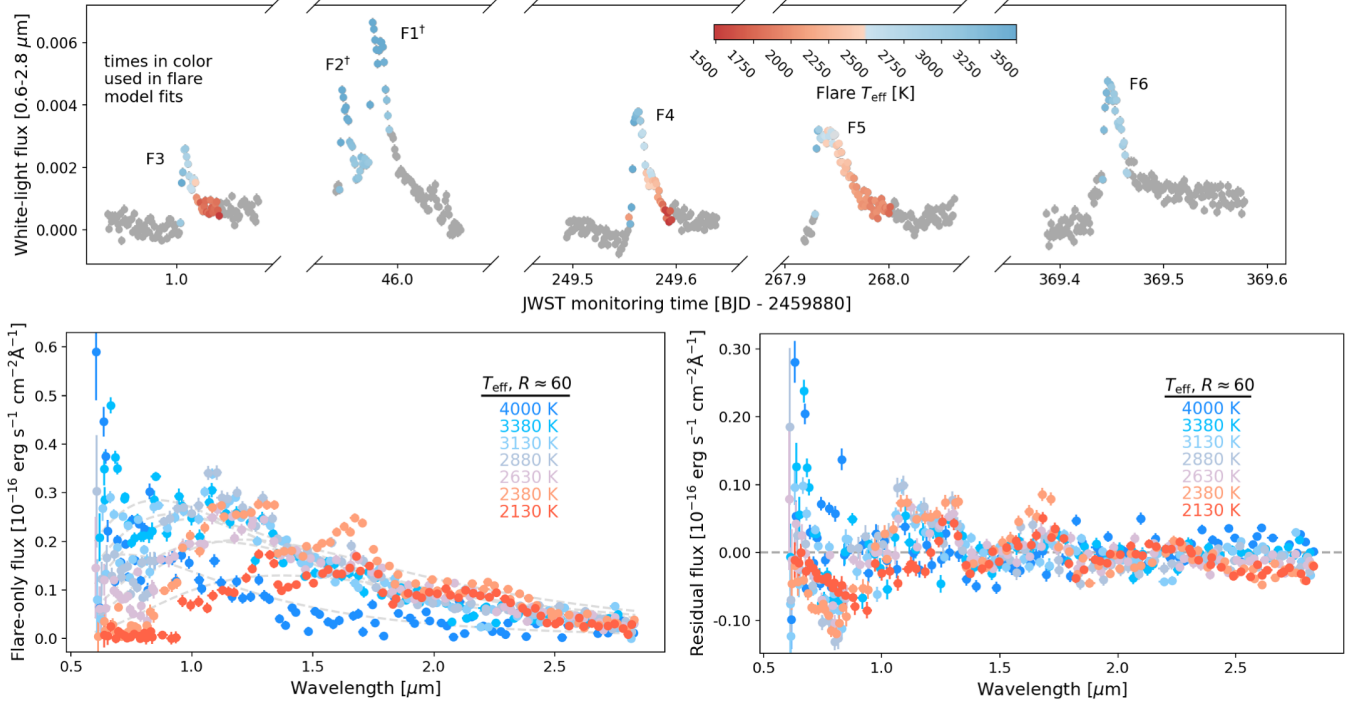 White-light flux [0.6-2.8 μm]
0.006
0.004
0.002
0.000
times in color
used in flare
model fits
F3
F2†
F1†
F4
F5
F6
1500
1750
2000
2250
2500
2750
3000
3250
3500
Flare Teff [K]
1.0
46.0
249.5
249.6
267.9
268.0
369.4
369.5
369.6
JWST monitoring time [BJD - 2459880]
Flare-only flux [10⁻¹⁶ erg s⁻¹ cm⁻²Å⁻¹]
0.6
0.5
0.4
0.3
0.2
0.1
0.0
Teff, R ≈ 60
4000 K
3380 K
3130 K
2880 K
2630 K
2380 K
2130 K
0.5
1.0
1.5
2.0
2.5
Wavelength [μm]
Residual flux [10⁻¹⁶ erg s⁻¹ cm⁻²Å⁻¹]
0.30
0.20
0.10
0.00
-0.10
Teff, R ≈ 60
4000 K
3380 K
3130 K
2880 K
2630 K
2380 K
2130 K
0.5
1.0
1.5
2.0
2.5
Wavelength [μm]